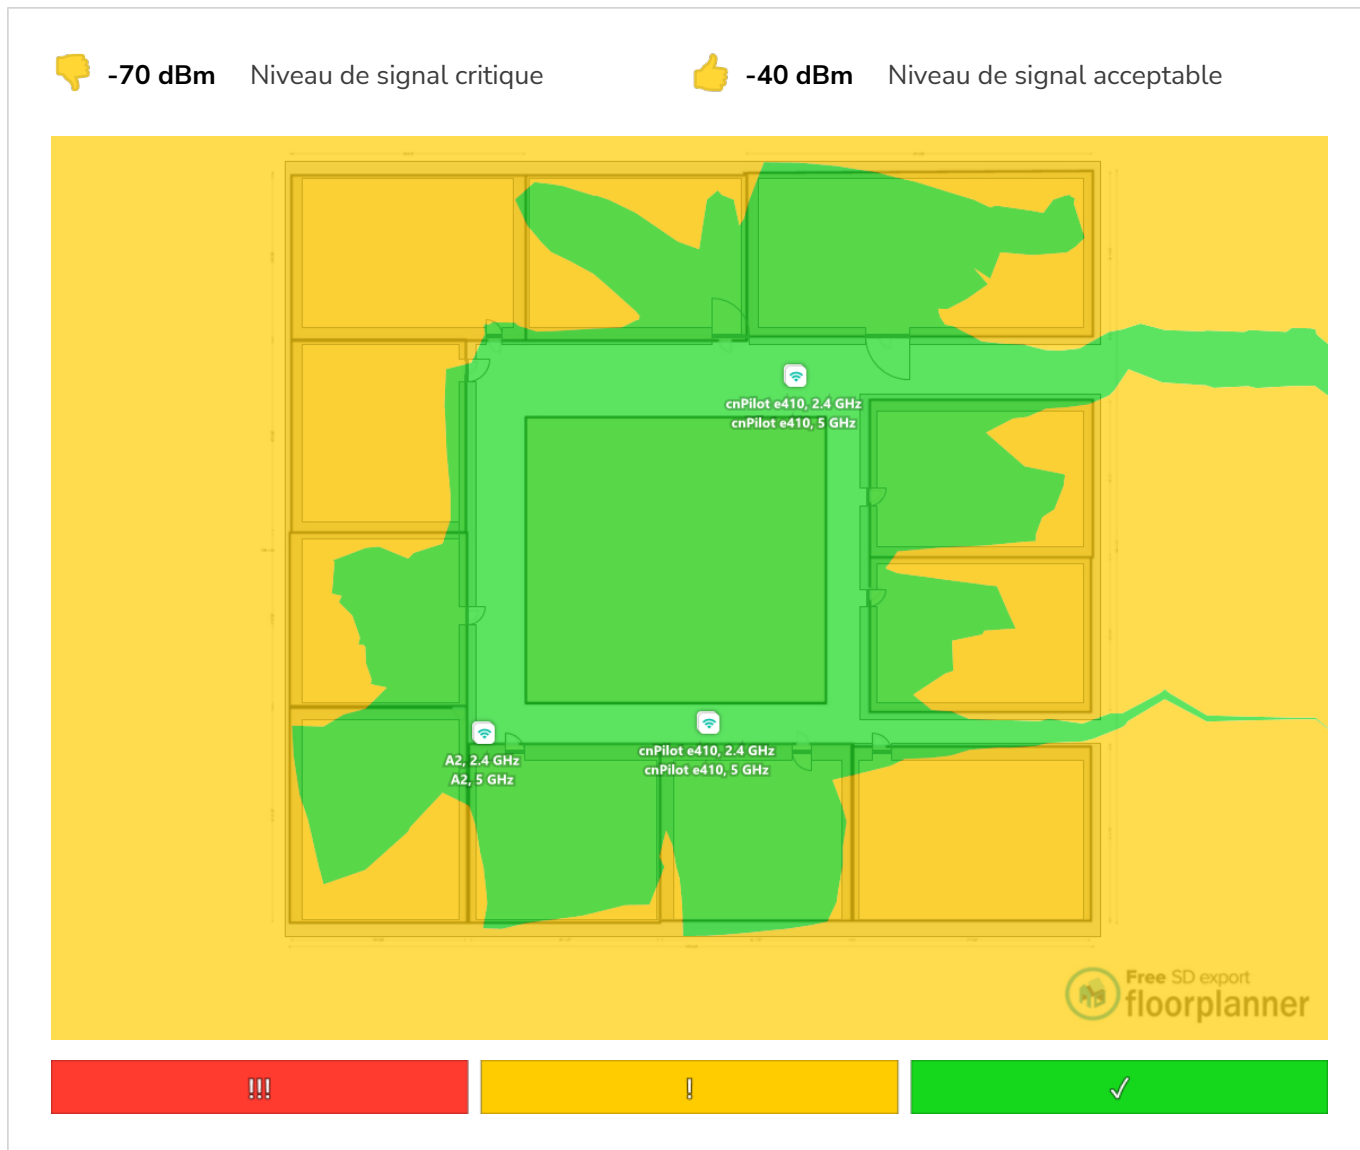 -70 dBm Niveau de signal critique
-40 dBm Niveau de signal acceptable
cnPilot e410, 2.4 GHz
cnPilot e410, 5 GHz
A2, 2.4 GHz
A2, 5 GHz
cnPilot e410, 2.4 GHz
cnPilot e410, 5 GHz
Free SD export
floorplanner
!!!
!
✓